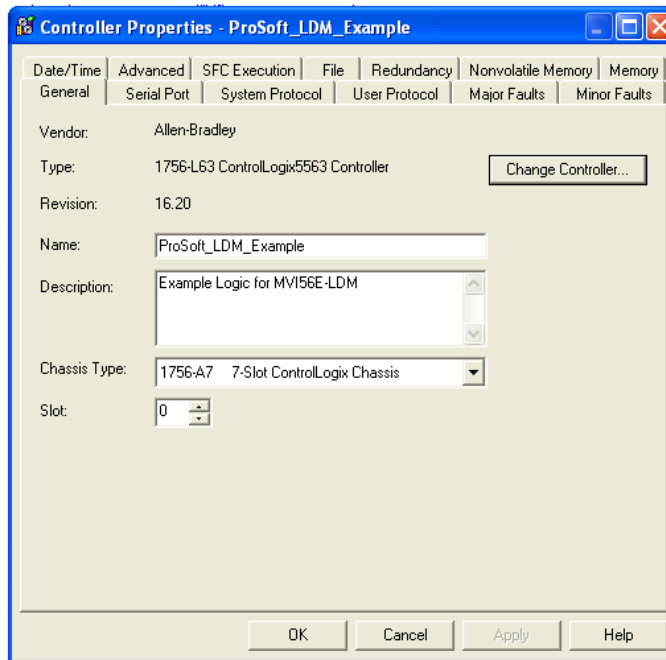 Controller Properties - ProSoft_LDM_Example
Date/Time Advanced SFC Execution File Redundancy Nonvolatile Memory Memory
General Serial Port System Protocol User Protocol Major Faults Minor Faults
Vendor: Allen-Bradley
Type: 1756-L63 ControlLogix5563 Controller Change Controller...
Revision: 16.20
Name: ProSoft_LDM_Example
Description: Example Logic for MVI56E-LDM
Chassis Type: 1756-A7 7-Slot ControlLogix Chassis
Slot: 0
OK Cancel Apply Help